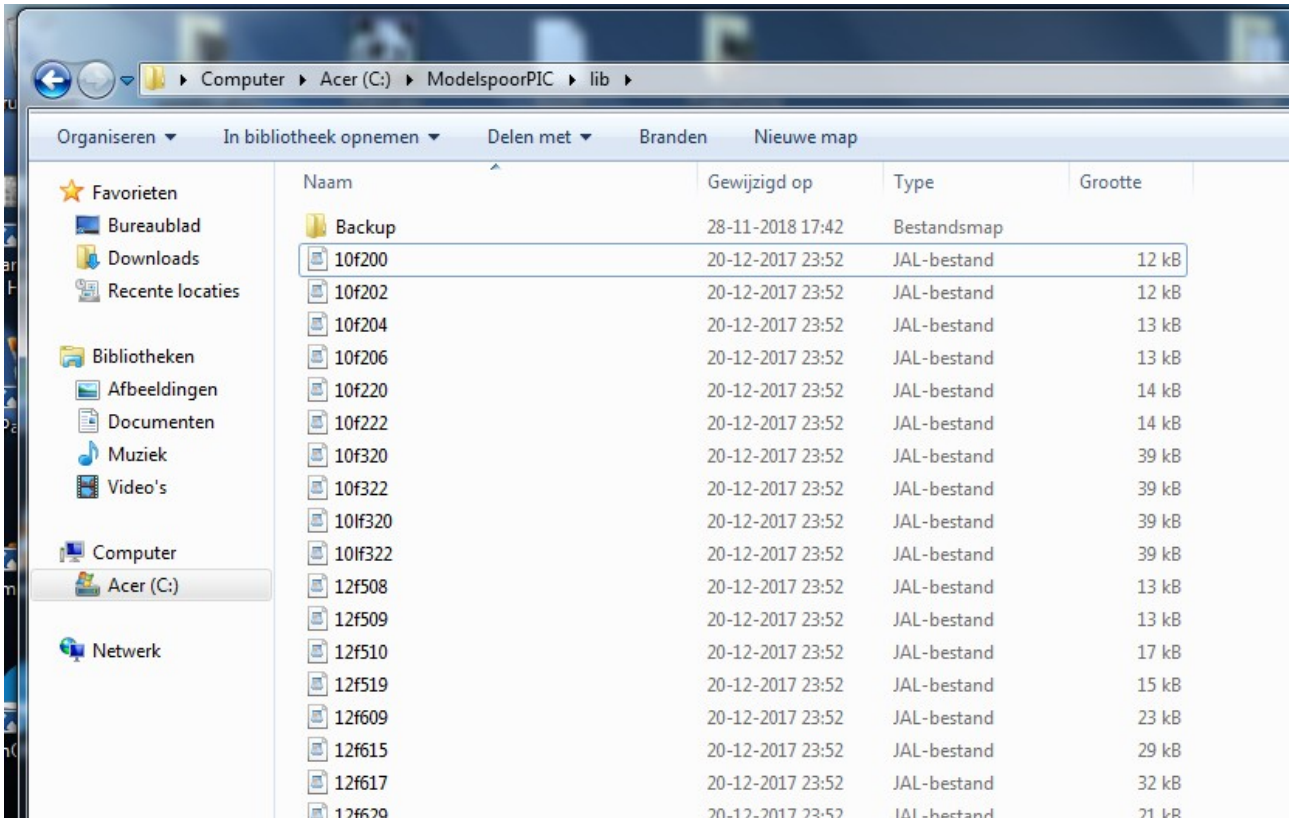 Computer Acer (C:) ModelspoorPIC lib
Organiseren In bibliotheek opnemen Delen met Branden Nieuwe map
Favorieten
Bureaublad
Downloads
Recente locaties
Bibliotheken
Afbeeldingen
Documenten
Muziek
Video's
Computer
Acer (C:)
Netwerk
Naam Gewijzigd op Type Grootte
Backup 28-11-2018 17:42 Bestandsmap
10f200 20-12-2017 23:52 JAL-bestand 12 kB
10f202 20-12-2017 23:52 JAL-bestand 12 kB
10f204 20-12-2017 23:52 JAL-bestand 13 kB
10f206 20-12-2017 23:52 JAL-bestand 13 kB
10f220 20-12-2017 23:52 JAL-bestand 14 kB
10f222 20-12-2017 23:52 JAL-bestand 14 kB
10f320 20-12-2017 23:52 JAL-bestand 39 kB
10f322 20-12-2017 23:52 JAL-bestand 39 kB
10lf320 20-12-2017 23:52 JAL-bestand 39 kB
10lf322 20-12-2017 23:52 JAL-bestand 39 kB
12f508 20-12-2017 23:52 JAL-bestand 13 kB
12f509 20-12-2017 23:52 JAL-bestand 13 kB
12f510 20-12-2017 23:52 JAL-bestand 17 kB
12f519 20-12-2017 23:52 JAL-bestand 15 kB
12f609 20-12-2017 23:52 JAL-bestand 23 kB
12f615 20-12-2017 23:52 JAL-bestand 29 kB
12f617 20-12-2017 23:52 JAL-bestand 32 kB
12f629 20-12-2017 23:52 JAL-bestand 21 kB